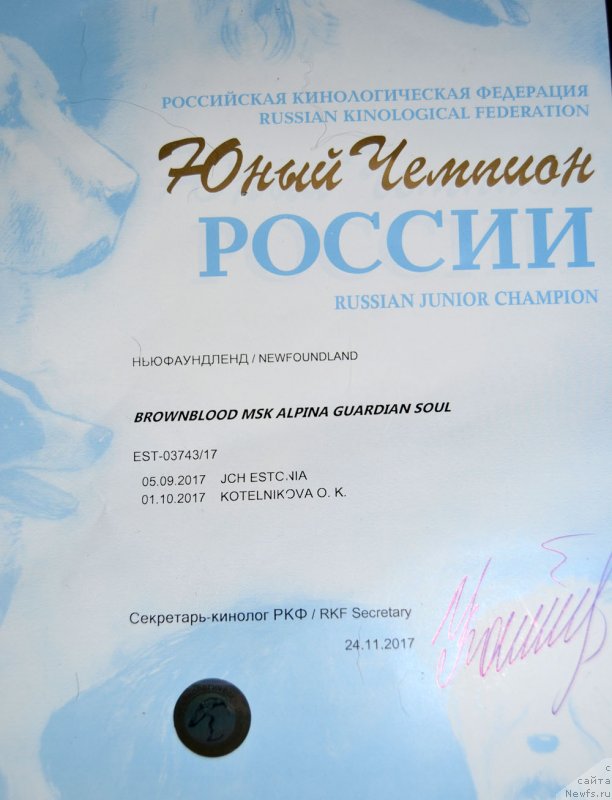 РОССИЙСКАЯ КИНОЛОГИЧЕСКАЯ ФЕДЕРАЦИЯ
RUSSIAN KINOLOGICAL FEDERATION
Юный Чемпион
РОССИИ
RUSSIAN JUNIOR CHAMPION
НЬЮФАУНДЛЕНД / NEWFOUNDLAND
BROWNBLOOD MSK ALPINA GUARDIAN SOUL
EST-03743/17
05.09.2017 JCH ESTONIA
01.10.2017 KOTELNIKOVA O. K.
Секретарь-кинолог РКФ / RKF Secretary
24.11.2017
с
сайта
Newfs.ru